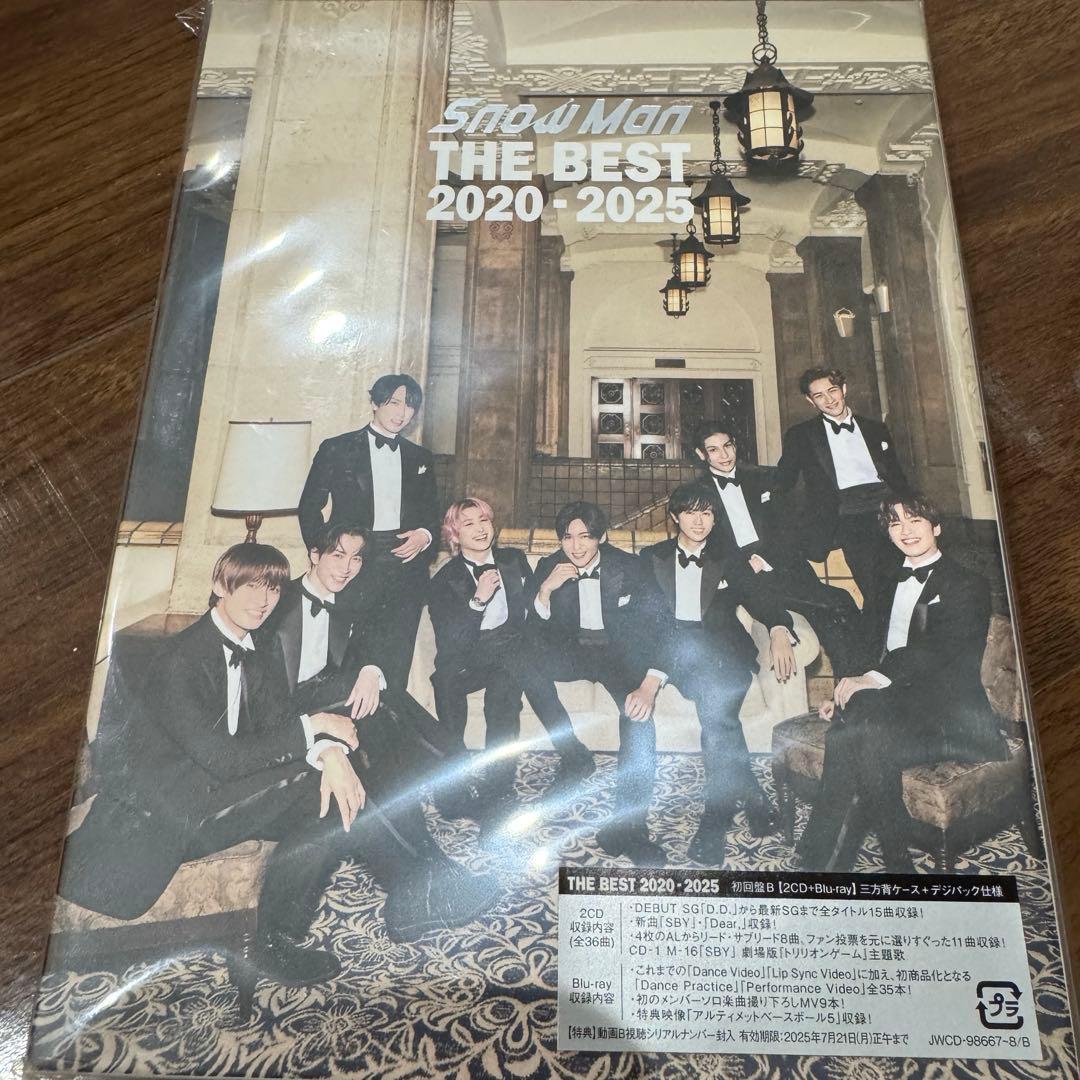 Snow Man
THE BEST
2020-2025
THE BEST 2020-2025 初回盤B【2CD+Blu-ray】三方背ケース+デジパック仕様
2CD
収録内容
(全36曲)
・DEBUT SG「D.D.」から最新SGまで全タイトル15曲収録!
・新曲「SBY」・「Dear,」収録!
・4枚のALからリード・サブリード8曲、ファン投票を元に選りすぐった11曲収録!
CD-1 M-16「SBY」 劇場版『トリリオンゲーム』主題歌
Blu-ray
収録内容
・これまでの「Dance Video」「Lip Sync Video」に加え、初商品化となる
「Dance Practice」「Performance Video」全35本!
・初のメンバーソロ楽曲撮り下ろしMV9本!
・特典映像「アルティメットベースボール5」収録!
【特典】動画B視聴シリアルナンバー封入 有効期限:2025年7月21日(月)正午まで
プラ
JWCD-98667~8/B